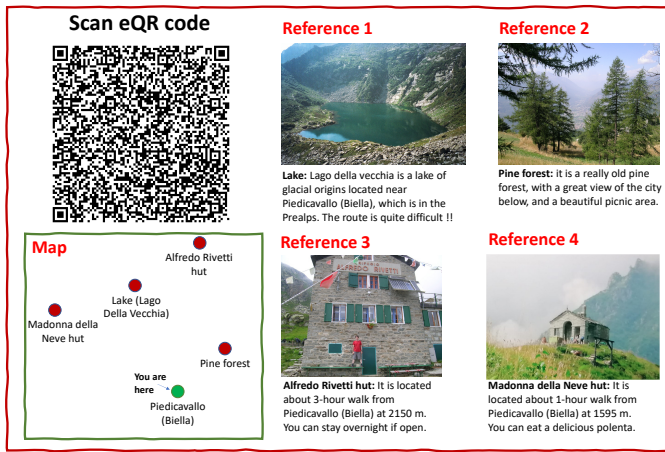 Scan eQR code
Map
Alfredo Rivetti
hut
Lake (Lago
Della Vecchia)
Madonna della
Neve hut
Pine forest
You are
here
Piedicavallo
(Biella)
Reference 1
Lake: Lago della vecchia is a lake of
glacial origins located near
Piedicavallo (Biella), which is in the
Prealps. The route is quite difficult !!
Reference 2
Pine forest: it is a really old pine
forest, with a great view of the city
below, and a beautiful picnic area.
Reference 3
ALFREDO RIVETTI
Alfredo Rivetti hut: It is located
about 3-hour walk from
Piedicavallo (Biella) at 2150 m.
You can stay overnight if open.
Reference 4
Madonna della Neve hut: It is
located about 1-hour walk from
Piedicavallo (Biella) at 1595 m.
You can eat a delicious polenta.